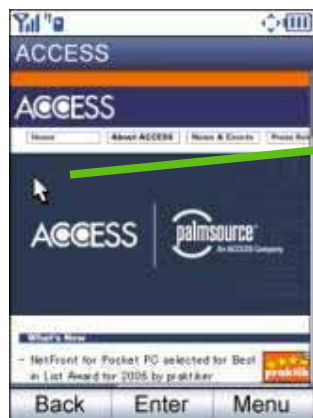 ACCESS
ACCESS
Home About ACCESS News & Events Press
ACCESS palmsource
An ACCESS Company
What's New
- NetFront for Pocket PC selected for Best
in List Award for 2006 by praktiker
praktik
Back Enter Menu